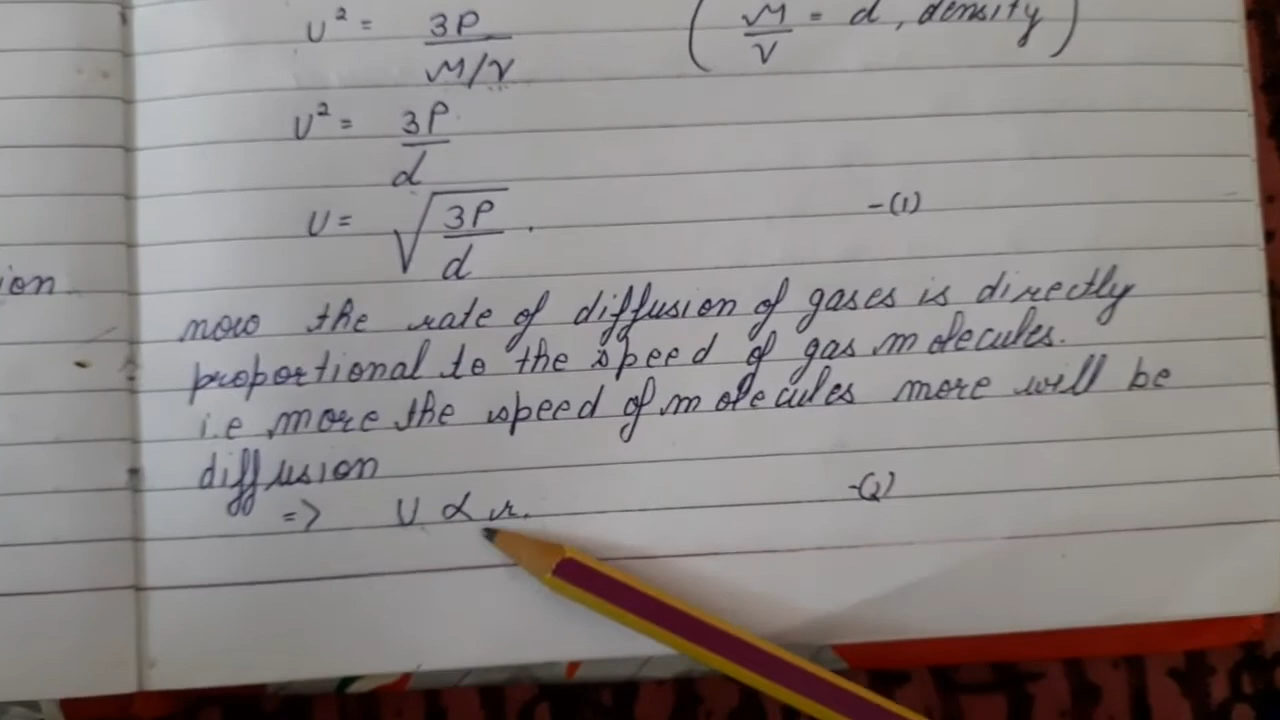 U² = 3P / M/V ( M/V = d, density )
U² = 3P / d
U = √ 3P / d . -(1)
ion
now the rate of diffusion of gases is directly
proportional to the speed of gas molecules.
i.e more the speed of molecules more will be
diffusion
=> U ∝ r. -(2)